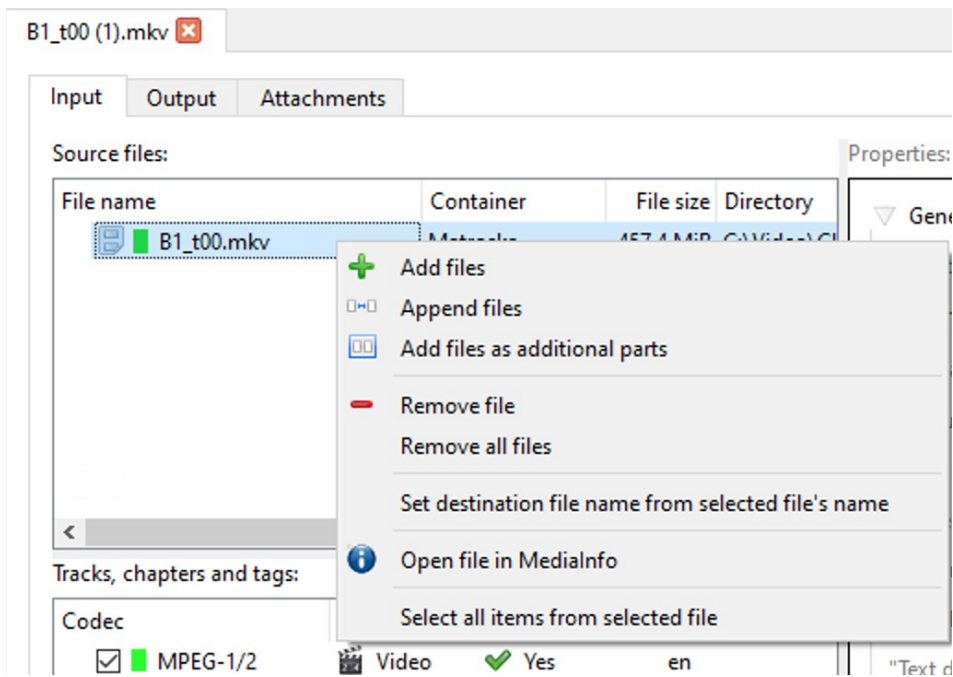 B1_t00 (1).mkv
Input Output Attachments
Source files:
Properties:
File name Container File size Directory
B1_t00.mkv
Add files
Append files
Add files as additional parts
Remove file
Remove all files
Set destination file name from selected file's name
Open file in MediaInfo
Select all items from selected file
Tracks, chapters and tags:
Codec
MPEG-1/2 Video Yes en
"Text